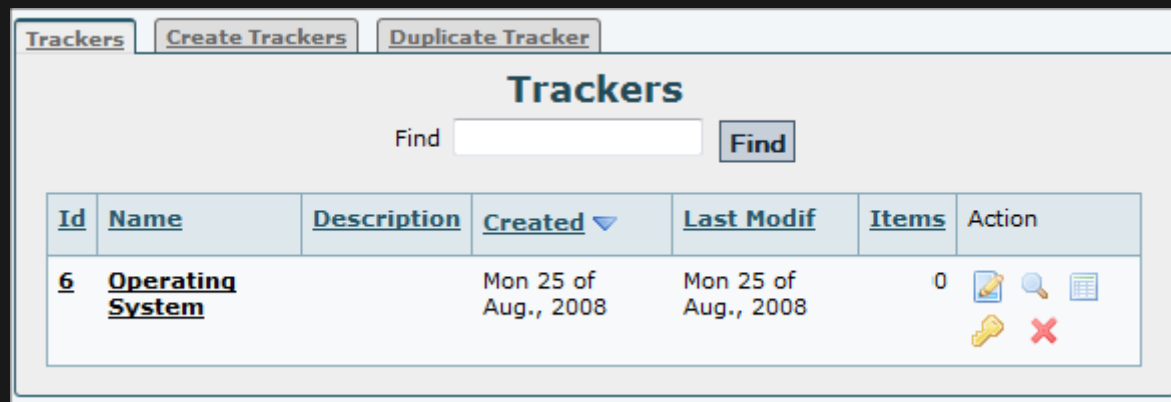 Trackers Create Trackers Duplicate Tracker
Trackers
Find Find
Id Name Description Created Last Modif Items Action
6 Operating System Mon 25 of Aug., 2008 Mon 25 of Aug., 2008 0